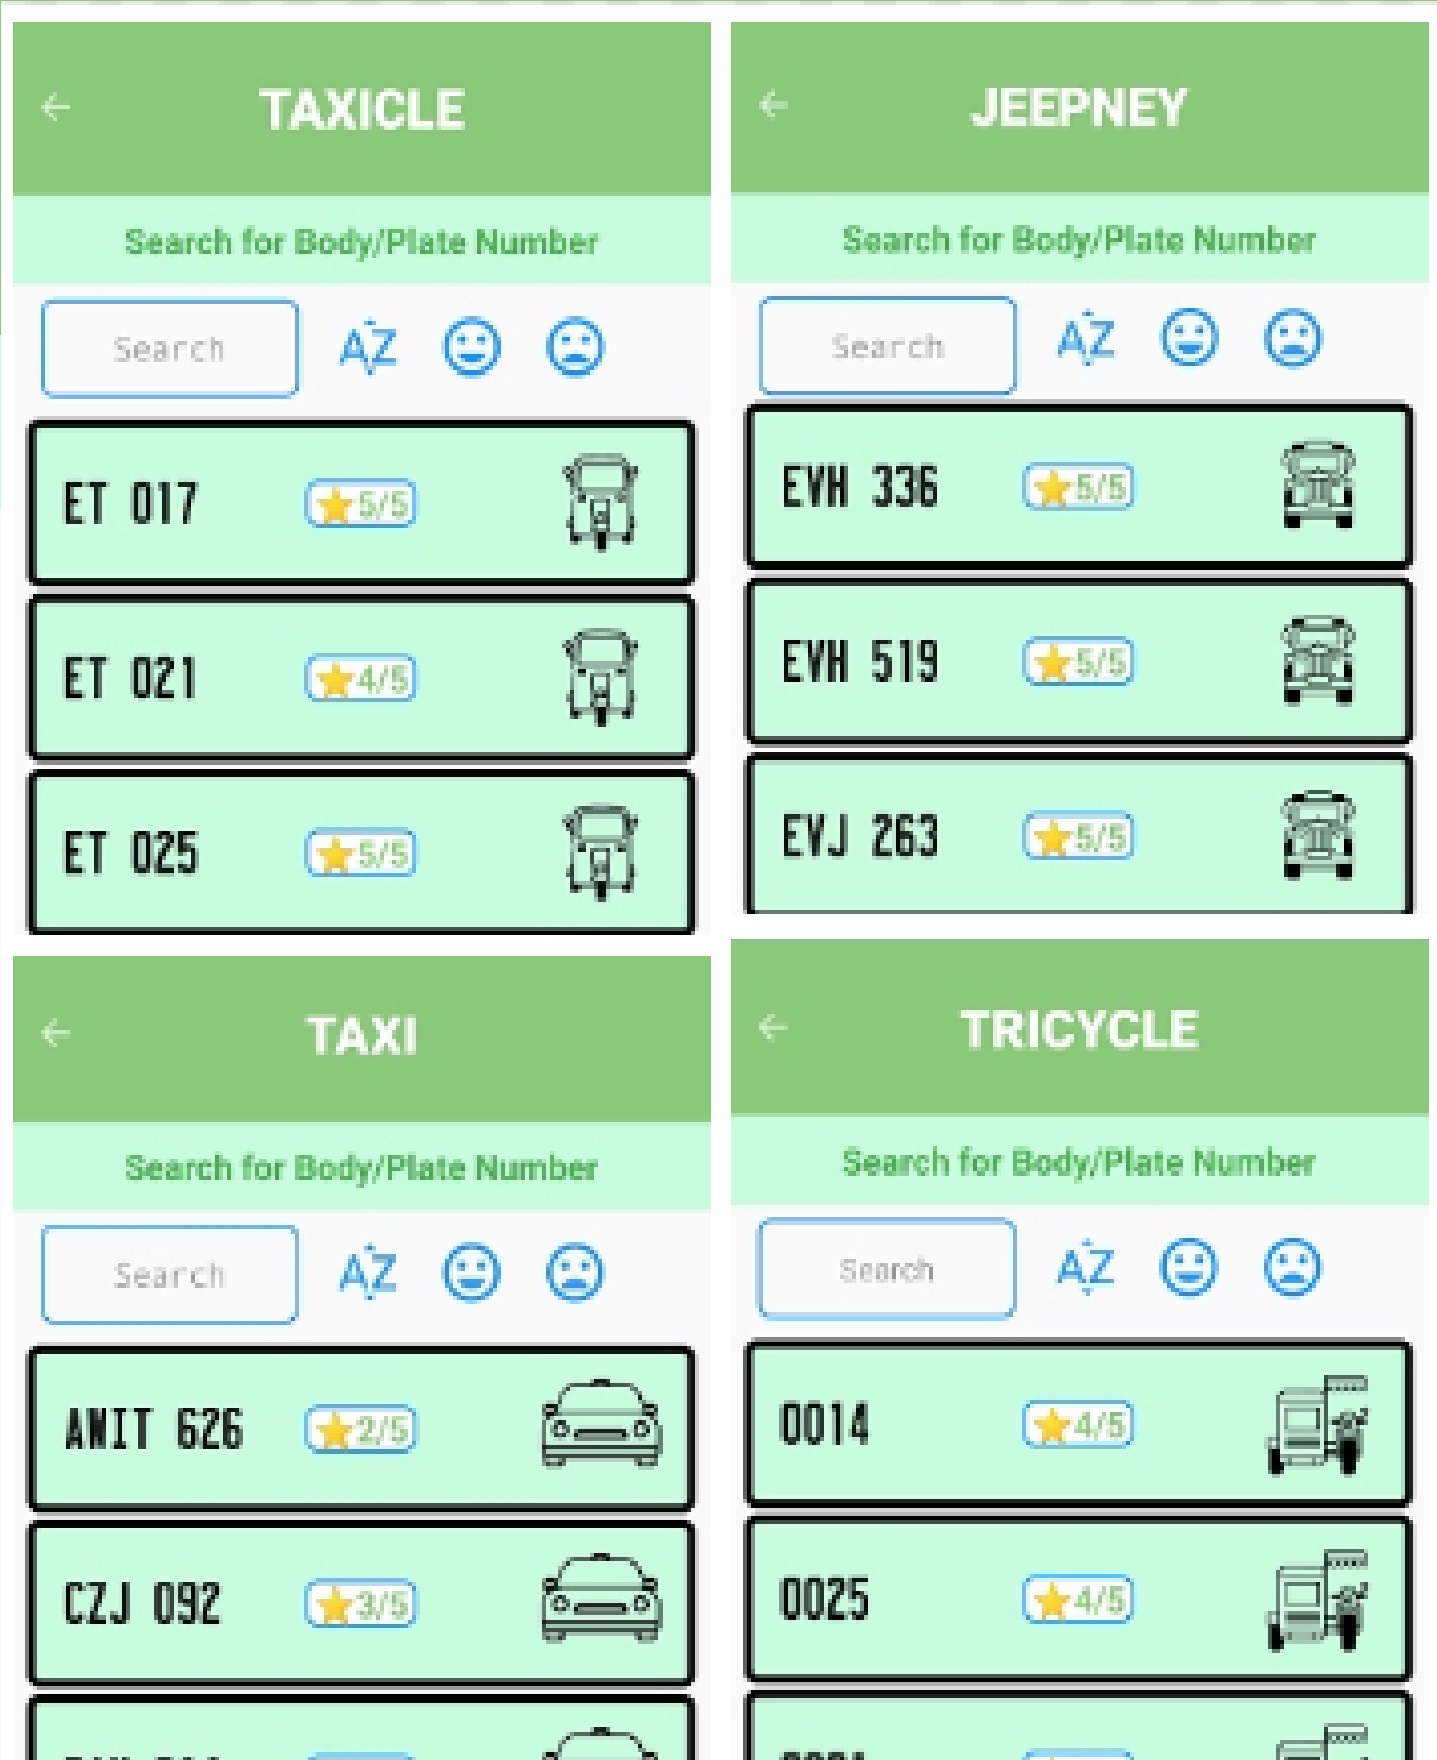 TAXICLE
Search for Body/Plate Number
Search
AZ
ET 017
5/5
ET 021
4/5
ET 025
5/5
JEEPNEY
Search for Body/Plate Number
Search
AZ
EVH 336
5/5
EVH 519
5/5
EVJ 263
5/5
TAXI
Search for Body/Plate Number
Search
AZ
626
2/5
CZJ 092
3/5
TRICYCLE
Search for Body/Plate Number
Search
AZ
0014
4/5
0025
4/5